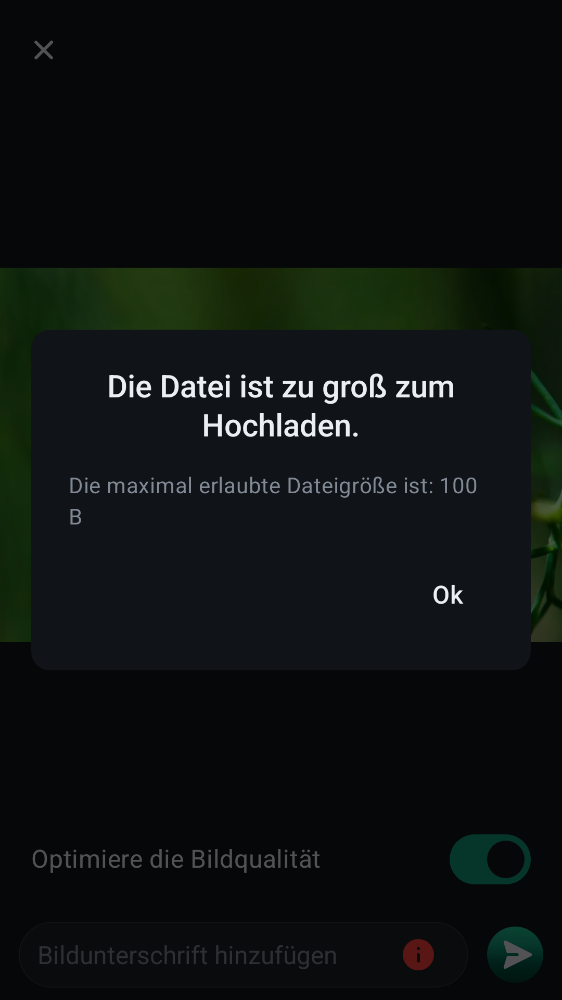 Die Datei ist zu groß zum
Hochladen.
Die maximal erlaubte Dateigröße ist: 100
B
Ok
Optimiere die Bildqualität
Bildunterschrift hinzufügen